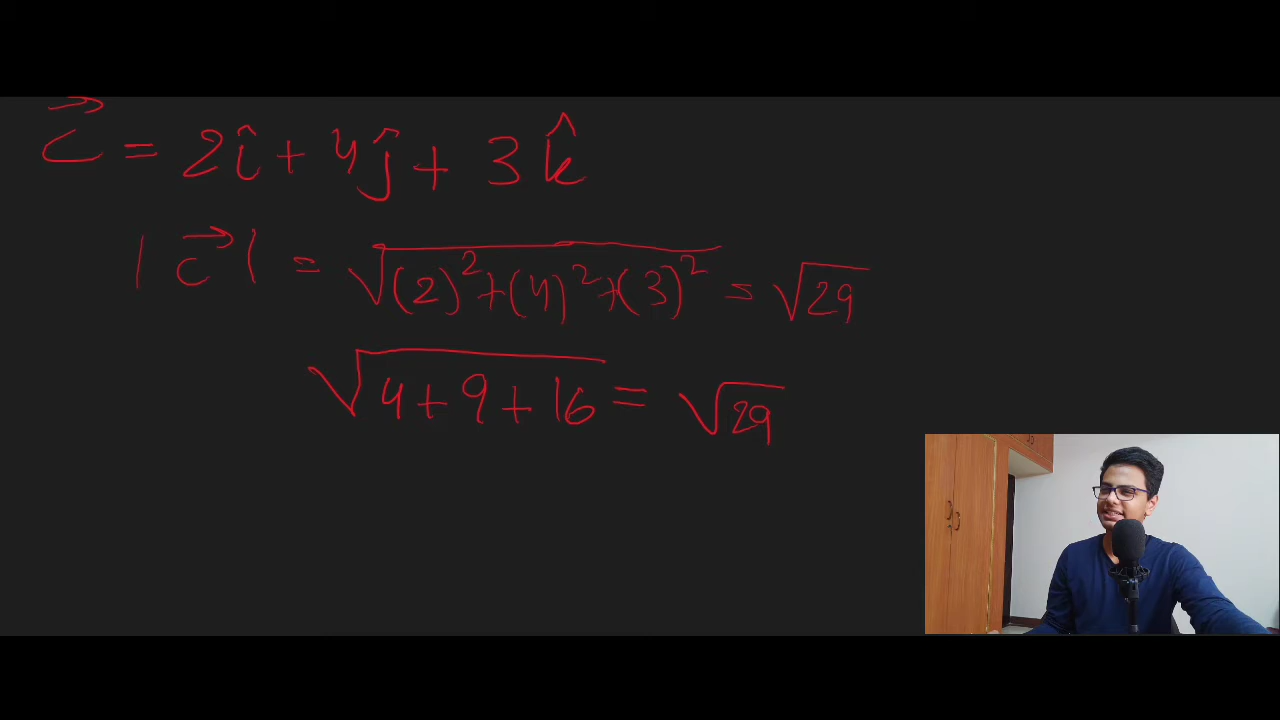 c⃗ = 2î + 4ĵ + 3k̂
|c⃗| = √((2)² + (4)² + (3)²) = √29
√(4 + 9 + 16) = √29